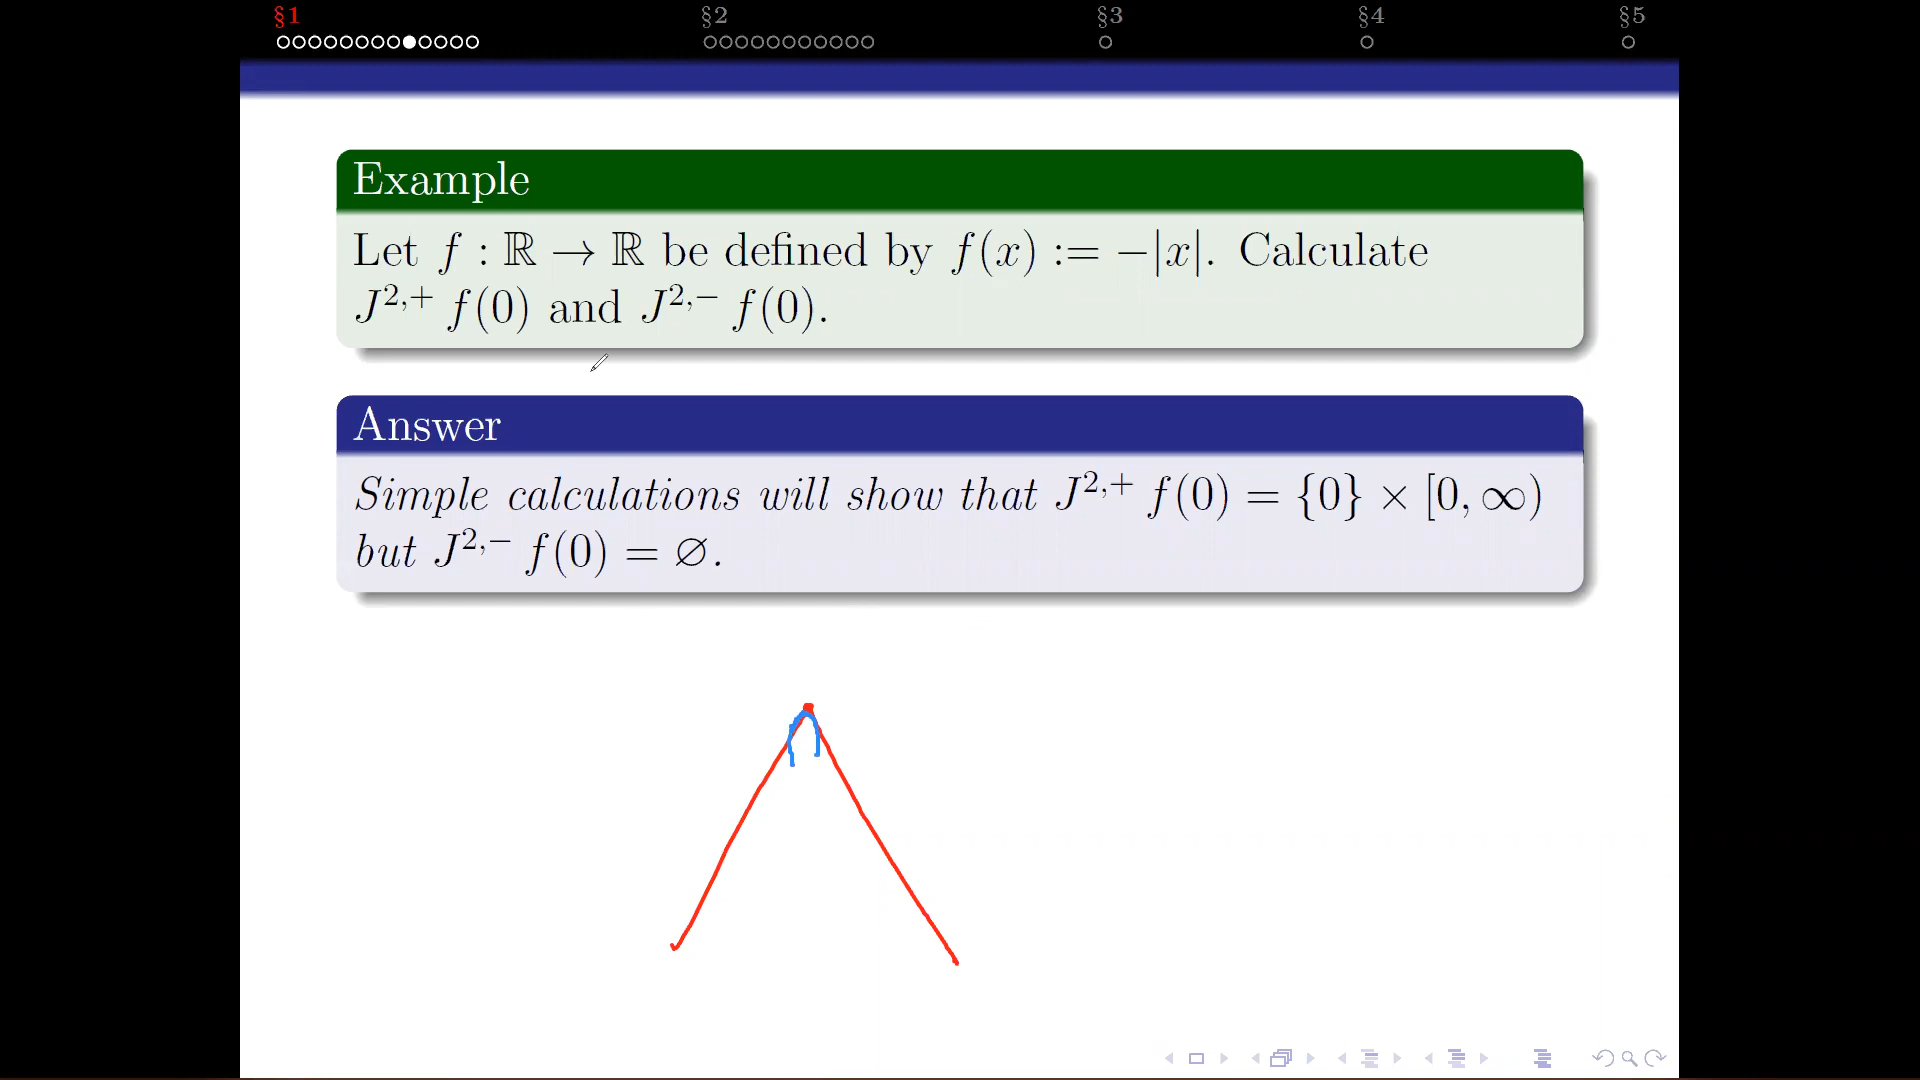 §1 §2 §3 §4 §5
Example
Let f : ℝ → ℝ be defined by f(x) := −|x|. Calculate
J^{2,+} f(0) and J^{2,−} f(0).
Answer
Simple calculations will show that J^{2,+} f(0) = {0} × [0, ∞)
but J^{2,−} f(0) = ∅.